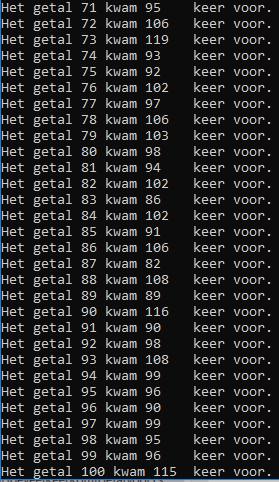 Het getal 71 kwam 95 keer voor.
Het getal 72 kwam 106 keer voor.
Het getal 73 kwam 119 keer voor.
Het getal 74 kwam 93 keer voor.
Het getal 75 kwam 92 keer voor.
Het getal 76 kwam 102 keer voor.
Het getal 77 kwam 97 keer voor.
Het getal 78 kwam 106 keer voor.
Het getal 79 kwam 103 keer voor.
Het getal 80 kwam 98 keer voor.
Het getal 81 kwam 94 keer voor.
Het getal 82 kwam 102 keer voor.
Het getal 83 kwam 86 keer voor.
Het getal 84 kwam 102 keer voor.
Het getal 85 kwam 91 keer voor.
Het getal 86 kwam 106 keer voor.
Het getal 87 kwam 82 keer voor.
Het getal 88 kwam 108 keer voor.
Het getal 89 kwam 89 keer voor.
Het getal 90 kwam 116 keer voor.
Het getal 91 kwam 90 keer voor.
Het getal 92 kwam 98 keer voor.
Het getal 93 kwam 108 keer voor.
Het getal 94 kwam 99 keer voor.
Het getal 95 kwam 96 keer voor.
Het getal 96 kwam 90 keer voor.
Het getal 97 kwam 99 keer voor.
Het getal 98 kwam 95 keer voor.
Het getal 99 kwam 96 keer voor.
Het getal 100 kwam 115 keer voor.